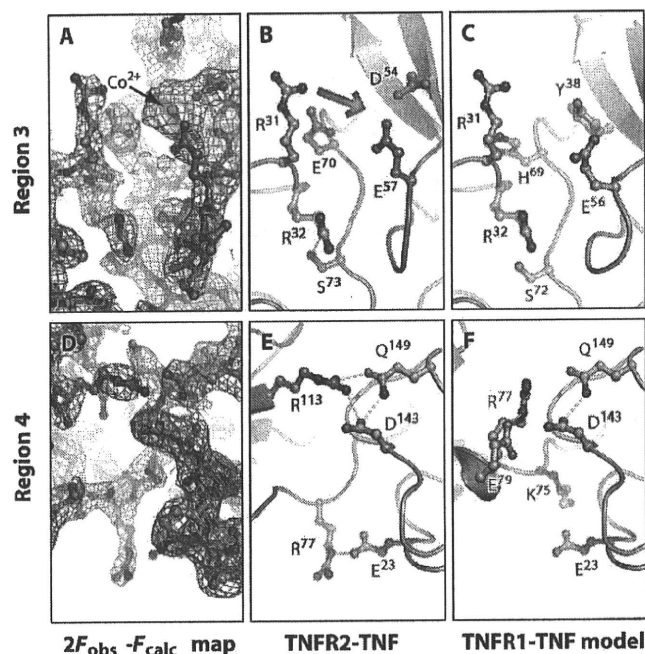 Region 3
A
Co²⁺
B
D⁵⁴
R³¹
E⁷⁰
E⁵⁷
R³²
S⁷³
C
Y³⁸
R³¹
H⁶⁹
E⁵⁶
R³²
S⁷²
Region 4
D
E
Q¹⁴⁹
R¹¹³
D¹⁴³
R⁷⁷
E²³
F
Q¹⁴⁹
R⁷⁷
D¹⁴³
E⁷⁹
K⁷⁵
E²³
2Fobs -Fcalc map
TNFR2-TNF
TNFR1-TNF model